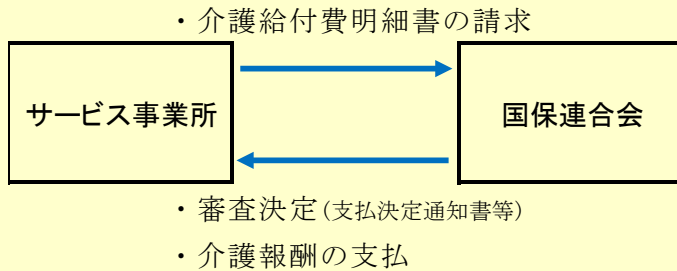 ・介護給付費明細書の請求
サービス事業所
国保連合会
・審査決定(支払決定通知書等)
・介護報酬の支払